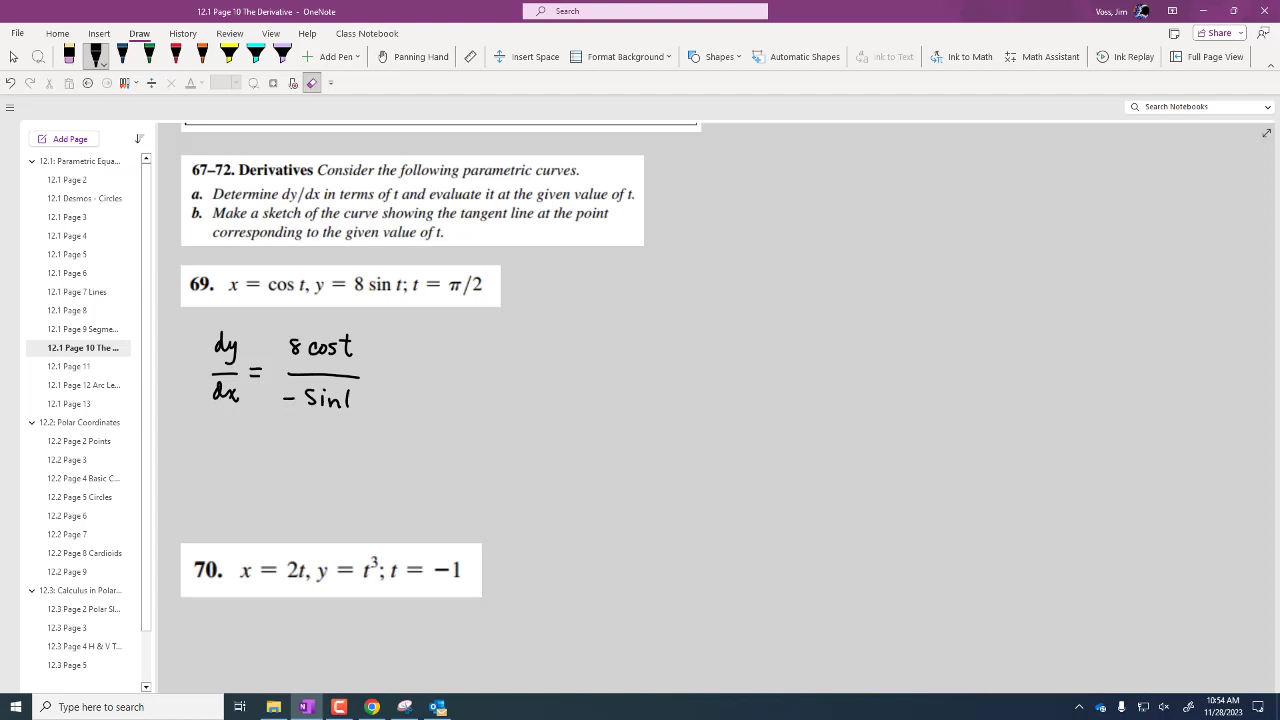 12.1 Page 10 The Derivative - OneNote
Search
Voss, Jim
File Home Insert Draw History Review View Help Class Notebook
Share
Panning Hand
Insert Space
Format Background
Shapes
Automatic Shapes
Ink to Text
Ink to Math
Math Assistant
Ink Replay
Full Page View
Search Notebooks
Add Page
12.1: Parametric Equa...
12.1 Page 2
12.1 Desmos - Circles
12.1 Page 3
12.1 Page 4
12.1 Page 5
12.1 Page 6
12.1 Page 7 Lines
12.1 Page 8
12.1 Page 9 Segme...
12.1 Page 10 The ...
12.1 Page 11
12.1 Page 12 Arc Le...
12.1 Page 13
12.2: Polar Coordinates
12.2 Page 2 Points
12.2 Page 3
12.2 Page 4 Basic C...
12.2 Page 5 Circles
12.2 Page 6
12.2 Page 7
12.2 Page 8 Cardioids
12.2 Page 9
12.3: Calculus in Polar...
12.3 Page 2 Polar Sl...
12.3 Page 3
12.3 Page 4 H & V T...
12.3 Page 5
67–72. Derivatives Consider the following parametric curves.
a. Determine dy/dx in terms of t and evaluate it at the given value of t.
b. Make a sketch of the curve showing the tangent line at the point
corresponding to the given value of t.
69. x = cos t, y = 8 sin t; t = π/2
dy/dx = 8 cost / - sinl
70. x = 2t, y = t³; t = −1
Type here to search
10:54 AM
11/28/2023